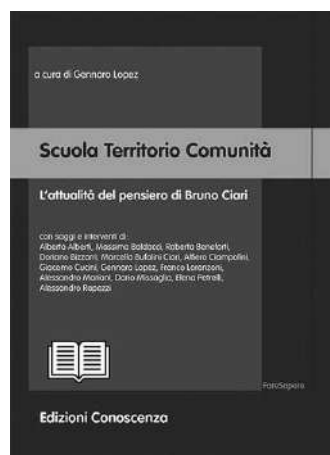 a cura di Gennaro Lopez
Scuola Territorio Comunità
L'attualità del pensiero di Bruno Ciari
con saggi e interventi di:
Alberto Alberti, Massimo Baldacci, Roberta Bonetti,
Doriano Bizzarri, Marcello Bufalini Ciari, Alfiero Ciampolini,
Giacomo Cucini, Gennaro Lopez, Franco Lorenzoni,
Alessandro Mariani, Dario Missaglia, Elena Petrelli,
Alessandro Rapezzi
Edizioni Conoscenza